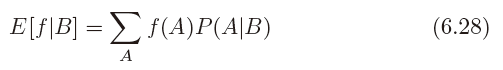 E[f|B] = ∑_A f(A)P(A|B) (6.28)